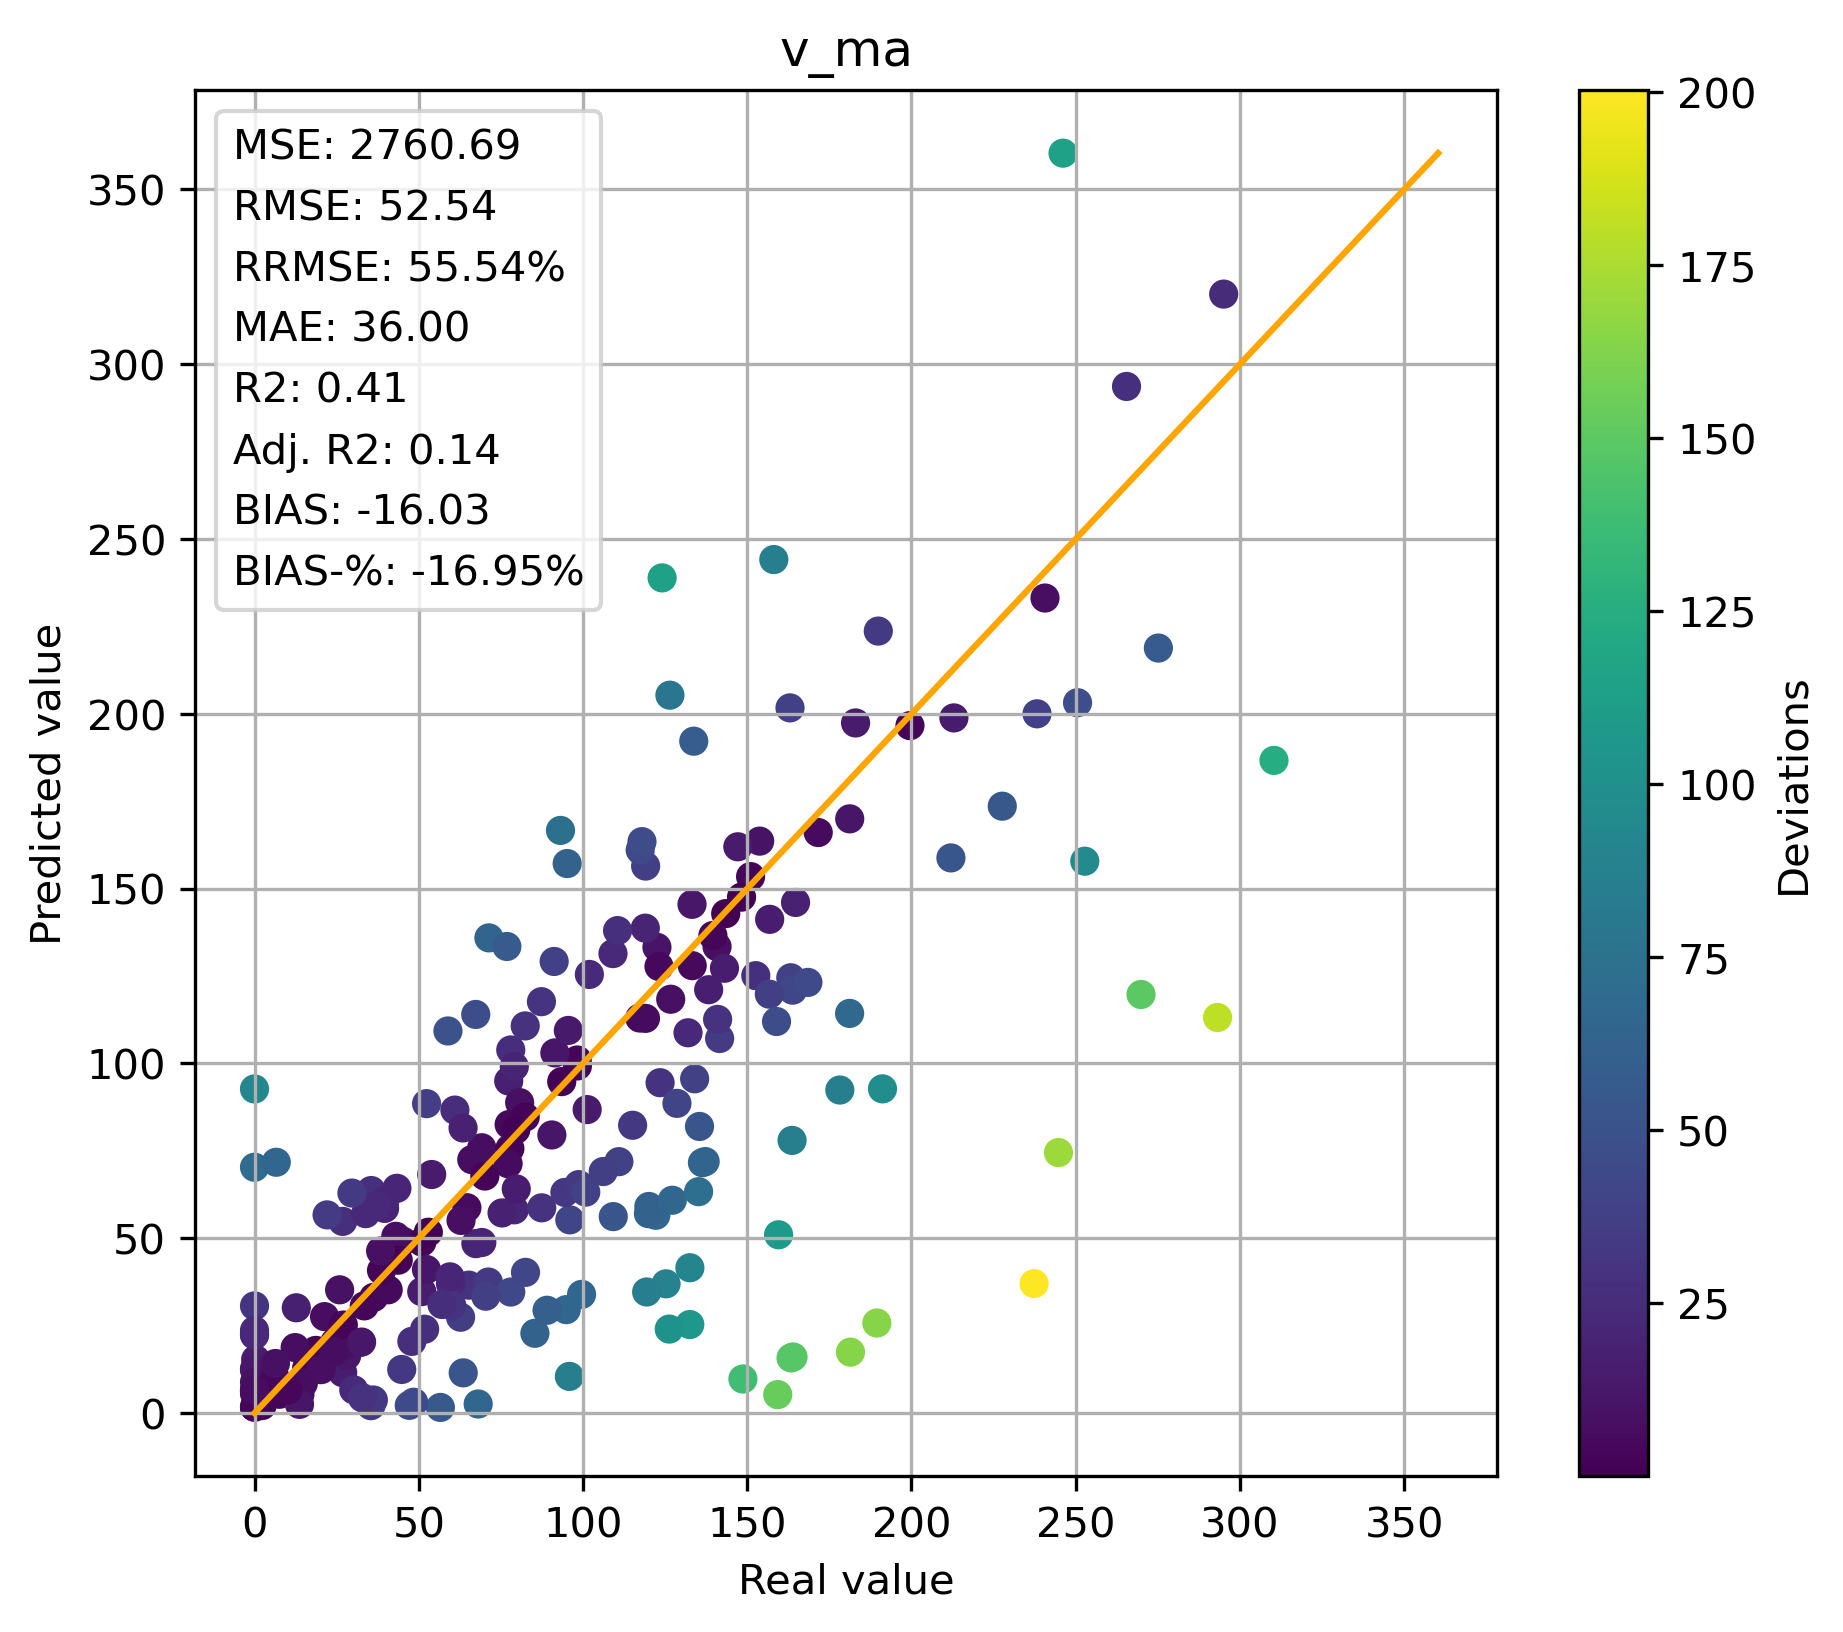 v_ma
MSE: 2760.69
RMSE: 52.54
RRMSE: 55.54%
MAE: 36.00
R2: 0.41
Adj. R2: 0.14
BIAS: -16.03
BIAS-%: -16.95%
350
300
250
200
150
100
50
0
Predicted value
0 50 100 150 200 250 300 350
Real value
200
175
150
125
100
75
50
25
Deviations